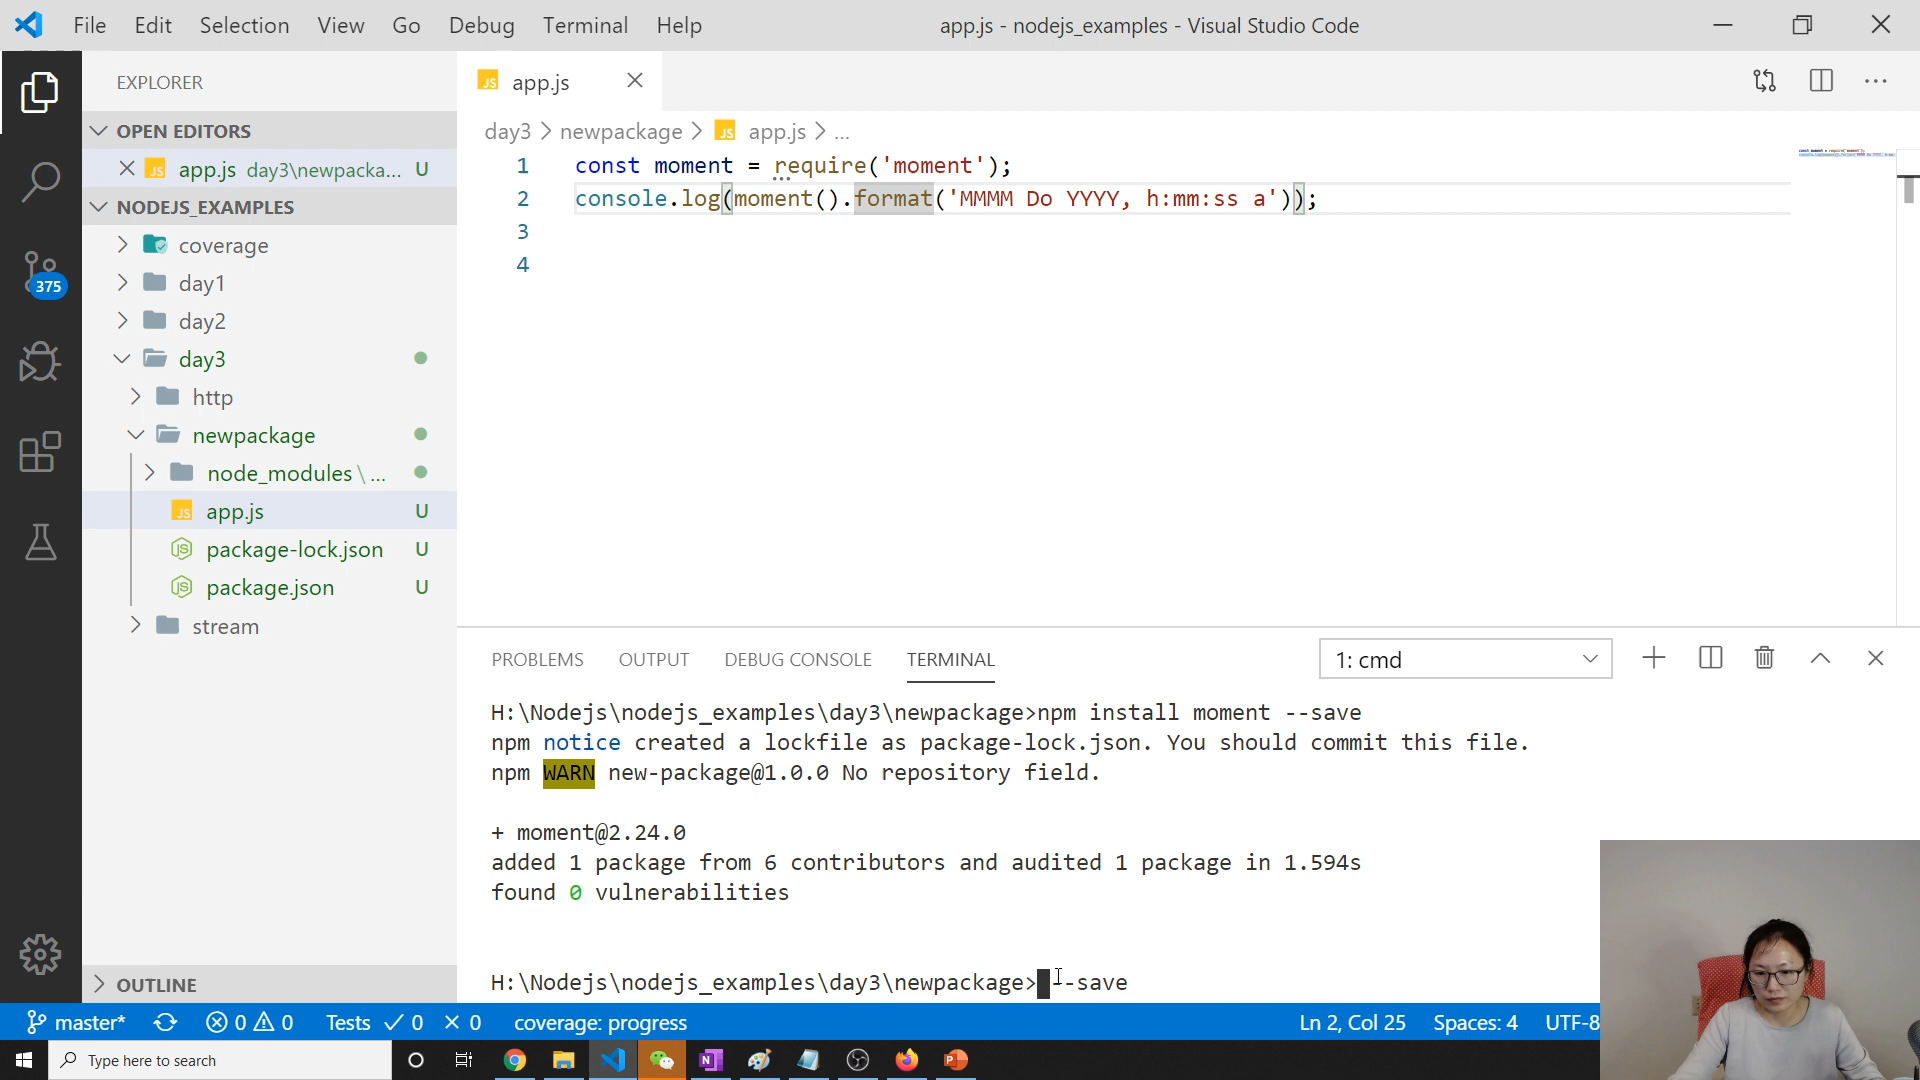 File Edit Selection View Go Debug Terminal Help
app.js - nodejs_examples - Visual Studio Code
EXPLORER
OPEN EDITORS
app.js day3\newpacka... U
NODEJS_EXAMPLES
coverage
day1
day2
day3
http
newpackage
node_modules \ ...
app.js U
package-lock.json U
package.json U
stream
OUTLINE
375
app.js
day3 > newpackage > app.js > ...
1 const moment = require('moment');
2 console.log(moment().format('MMMM Do YYYY, h:mm:ss a'));
3
4
PROBLEMS OUTPUT DEBUG CONSOLE TERMINAL
1: cmd
H:\Nodejs\nodejs_examples\day3\newpackage>npm install moment --save
npm notice created a lockfile as package-lock.json. You should commit this file.
npm WARN new-package@1.0.0 No repository field.
+ moment@2.24.0
added 1 package from 6 contributors and audited 1 package in 1.594s
found 0 vulnerabilities
H:\Nodejs\nodejs_examples\day3\newpackage> --save
master* 0 0 Tests 0 0 coverage: progress
Ln 2, Col 25 Spaces: 4 UTF-8
Type here to search